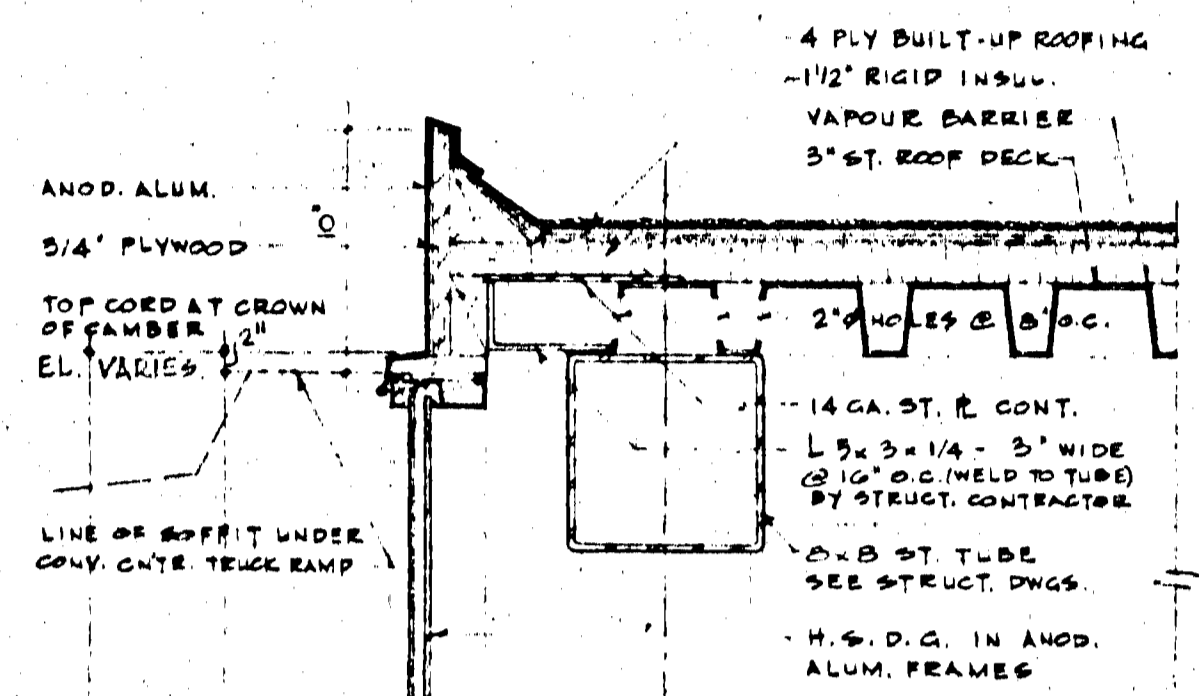 4 PLY BUILT-UP ROOFING
1 1/2" RIGID INSUL.
VAPOUR BARRIER
3" ST. ROOF DECK
ANOD. ALUM.
"0
3/4" PLYWOOD
TOP CORD AT CROWN
OF CAMBER
2"
EL. VARIES
2"ø HOLES @ 8" O.C.
14 GA. ST. PL CONT.
L 5x3x1/4 - 3" WIDE
@ 16" O.C. (WELD TO TUBE)
BY STRUCT. CONTRACTOR
LINE OF SOFFIT UNDER
CONV. CNTR. TRUCK RAMP
8x8 ST. TUBE
SEE STRUCT. DWGS.
H.S.D.G. IN ANOD.
ALUM. FRAMES